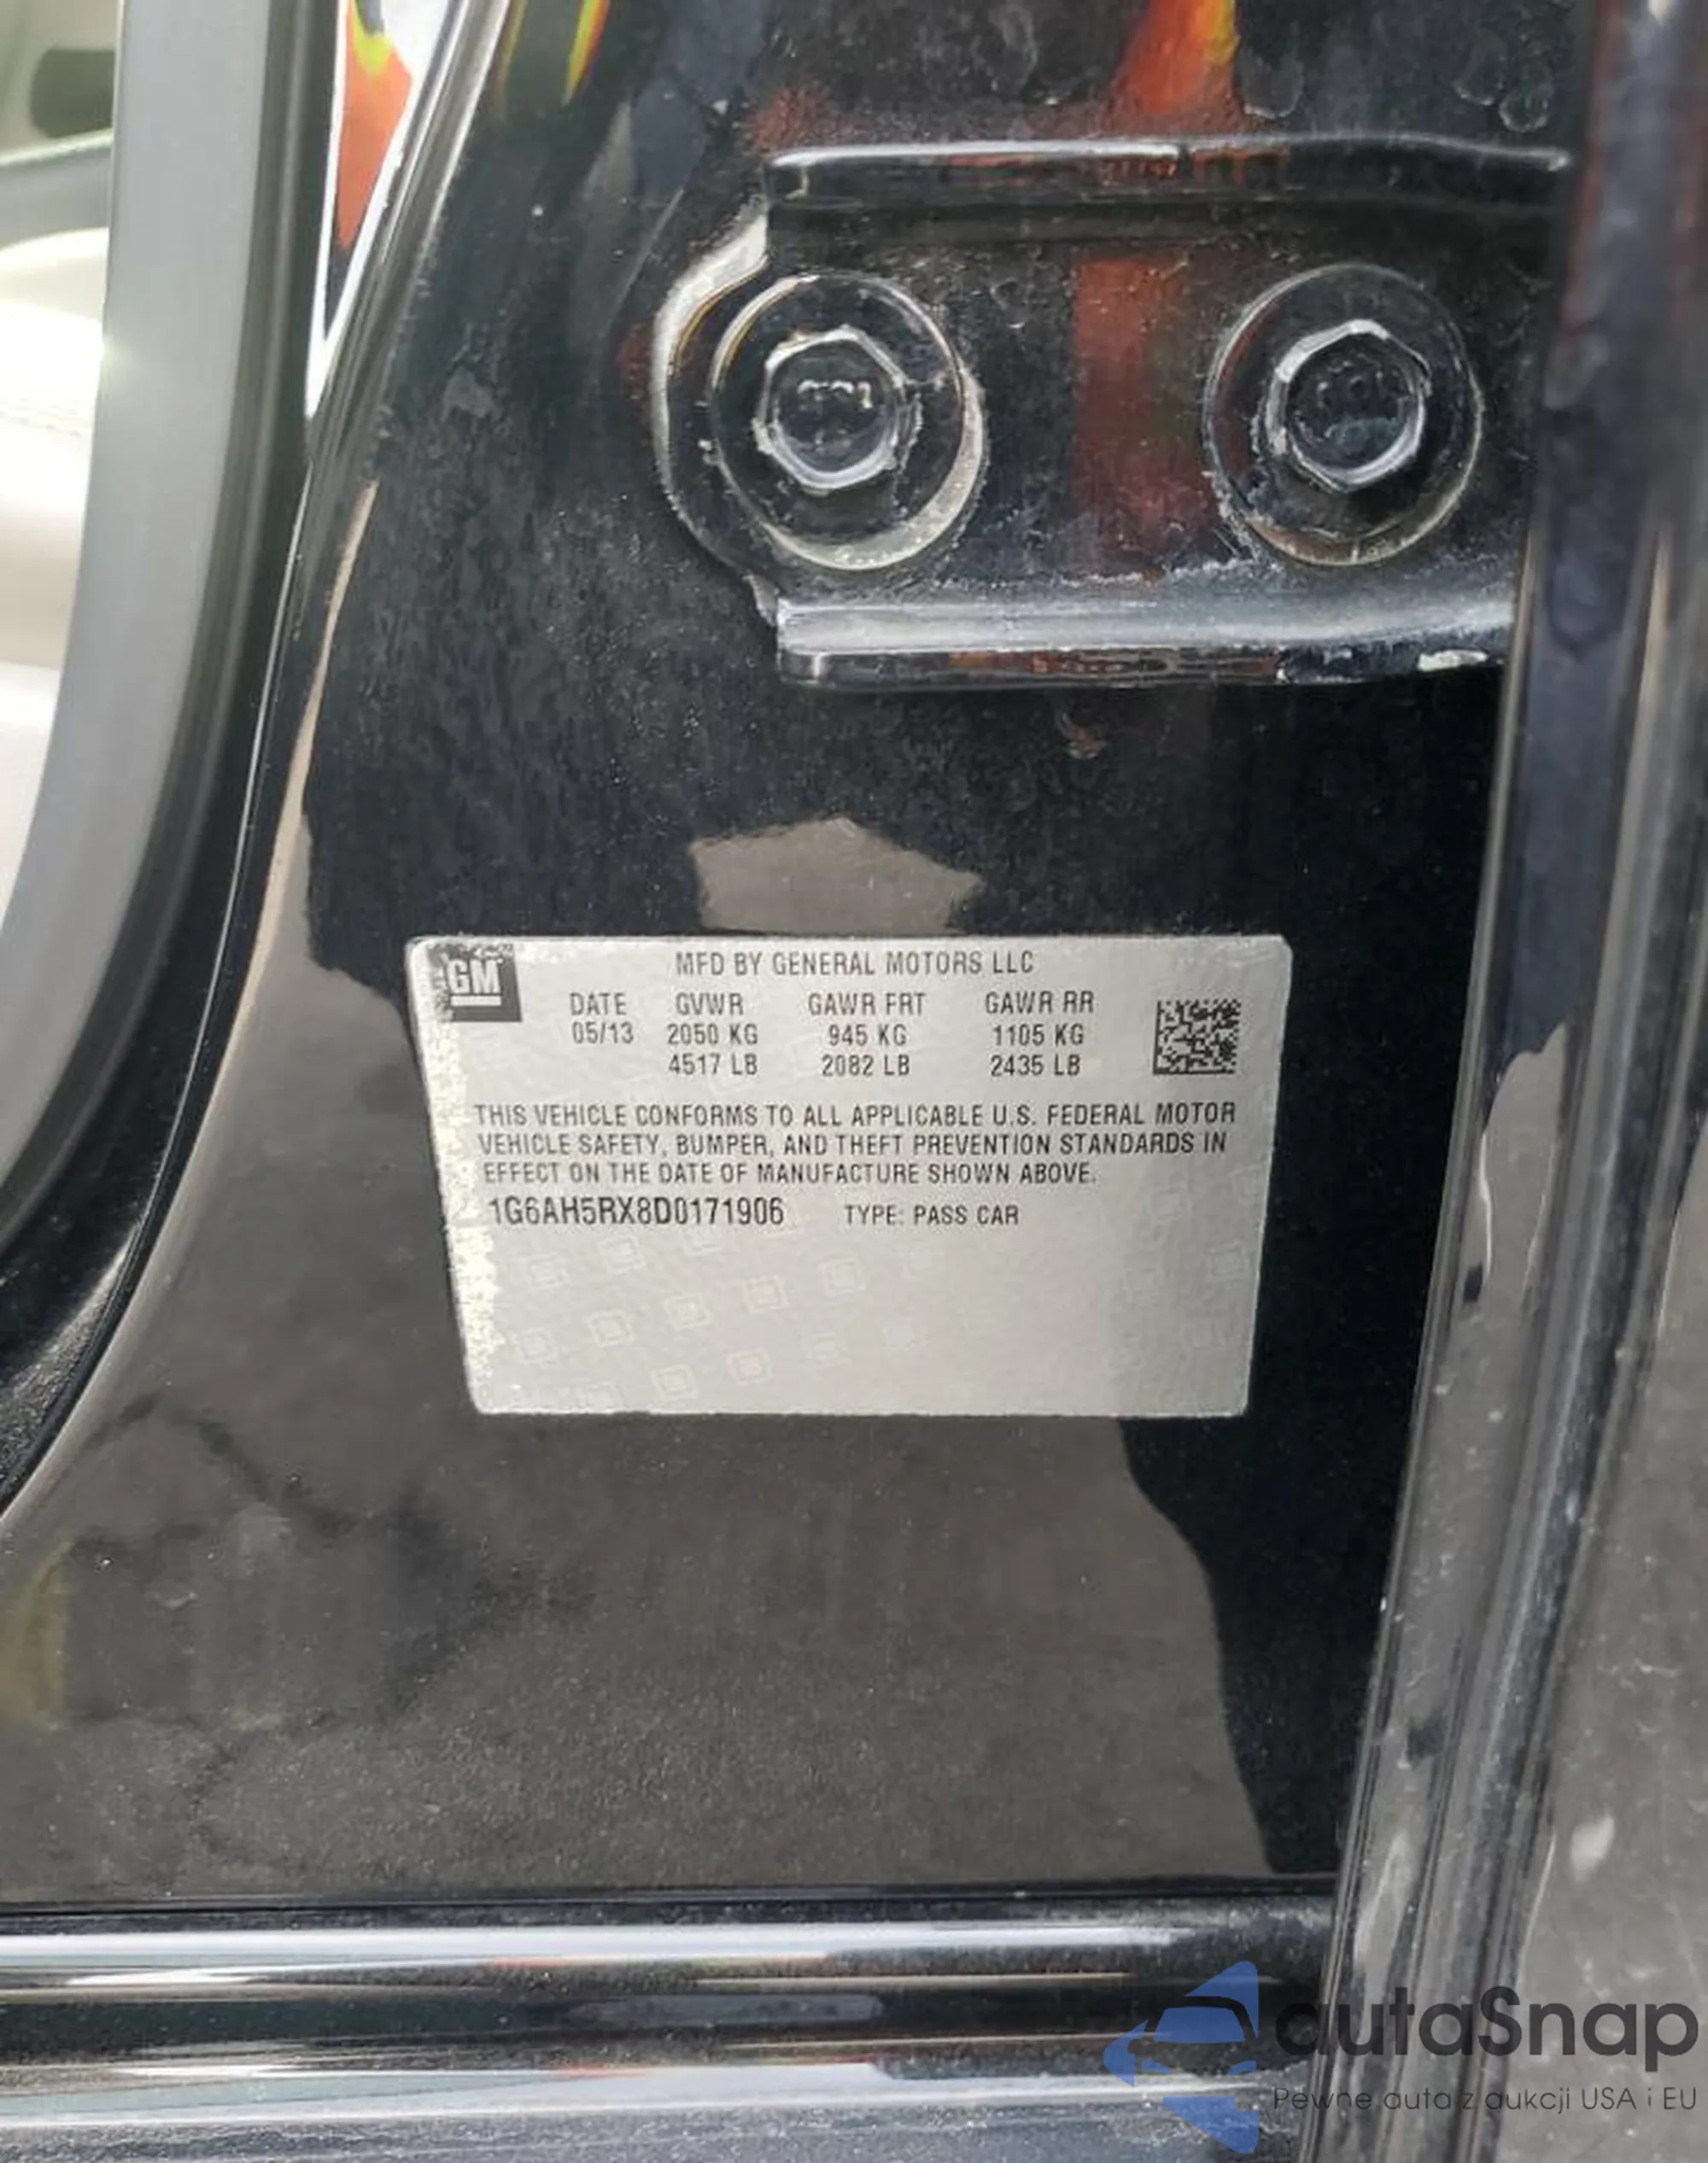 GM
MFD BY GENERAL MOTORS LLC
DATE GVWR GAWR FRT GAWR RR
05/13 2050 KG 945 KG 1105 KG
4517 LB 2082 LB 2435 LB
THIS VEHICLE CONFORMS TO ALL APPLICABLE U.S. FEDERAL MOTOR
VEHICLE SAFETY, BUMPER, AND THEFT PREVENTION STANDARDS IN
EFFECT ON THE DATE OF MANUFACTURE SHOWN ABOVE.
1G6AH5RX8D0171906 TYPE: PASS CAR
autaSnap
Pewne auta z aukcji USA i EU